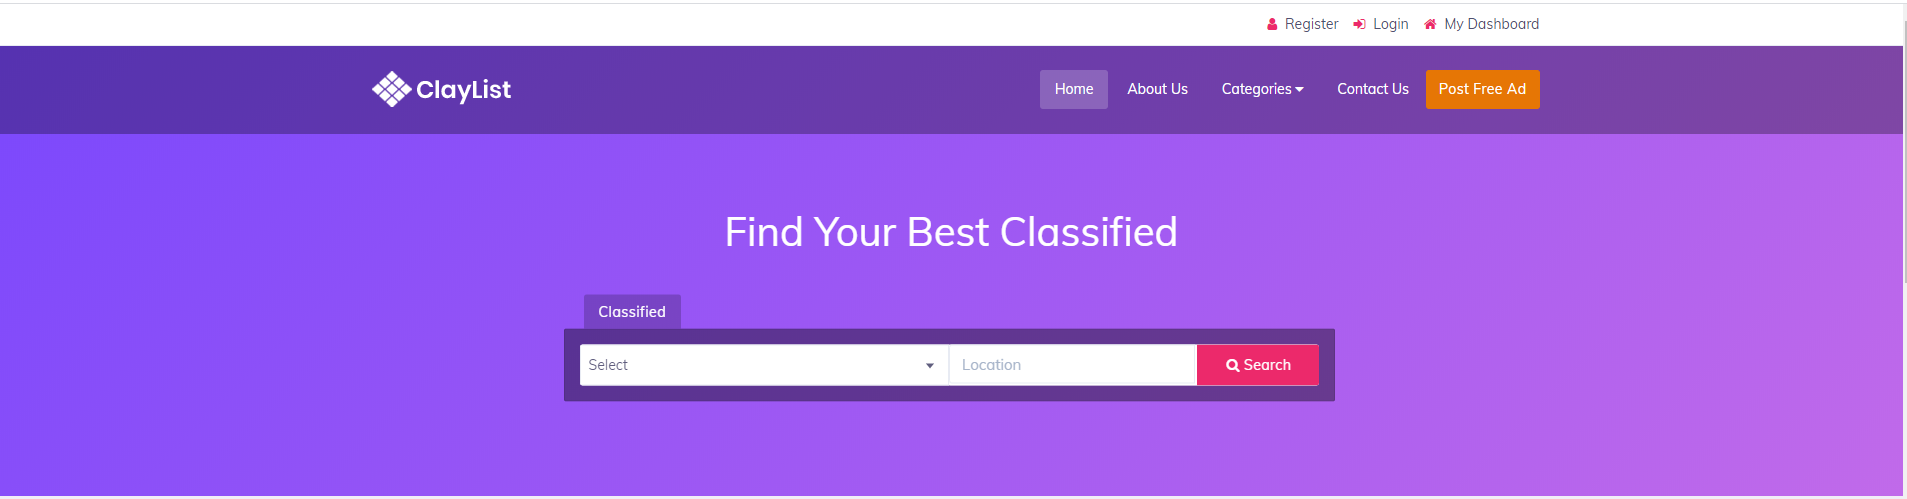 Register Login My Dashboard
ClayList Home About Us Categories Contact Us Post Free Ad
Find Your Best Classified
Classified
Select Location Search